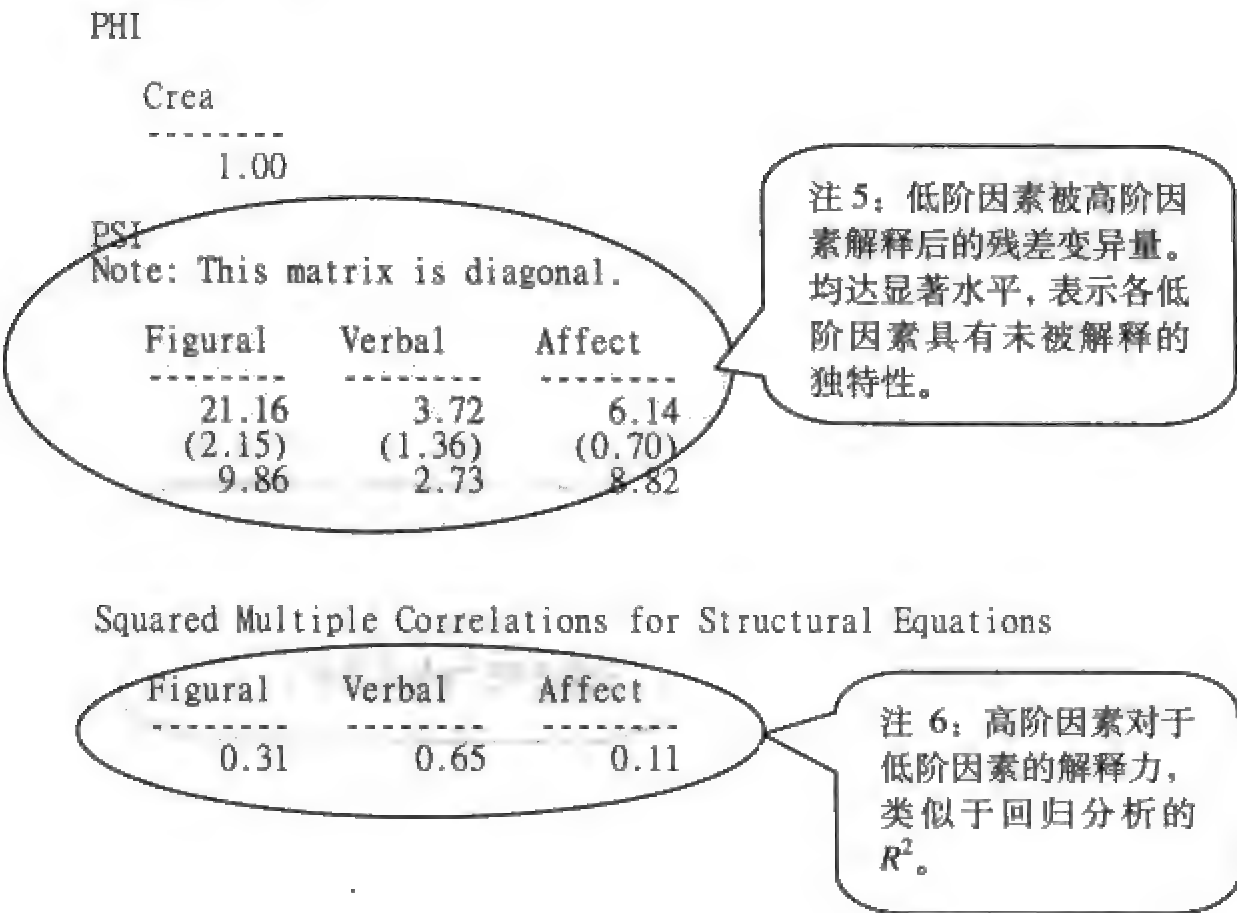 PHI
Crea
--------
1.00
PSI
Note: This matrix is diagonal.
Figural Verbal Affect
-------- -------- --------
21.16 3.72 6.14
(2.15) (1.36) (0.70)
9.86 2.73 8.82
注 5：低阶因素被高阶因
素解释后的残差变异量。
均达显著水平，表示各低
阶因素具有未被解释的
独特性。
Squared Multiple Correlations for Structural Equations
Figural Verbal Affect
-------- -------- --------
0.31 0.65 0.11
注 6：高阶因素对于
低阶因素的解释力，
类似于回归分析的
R²。